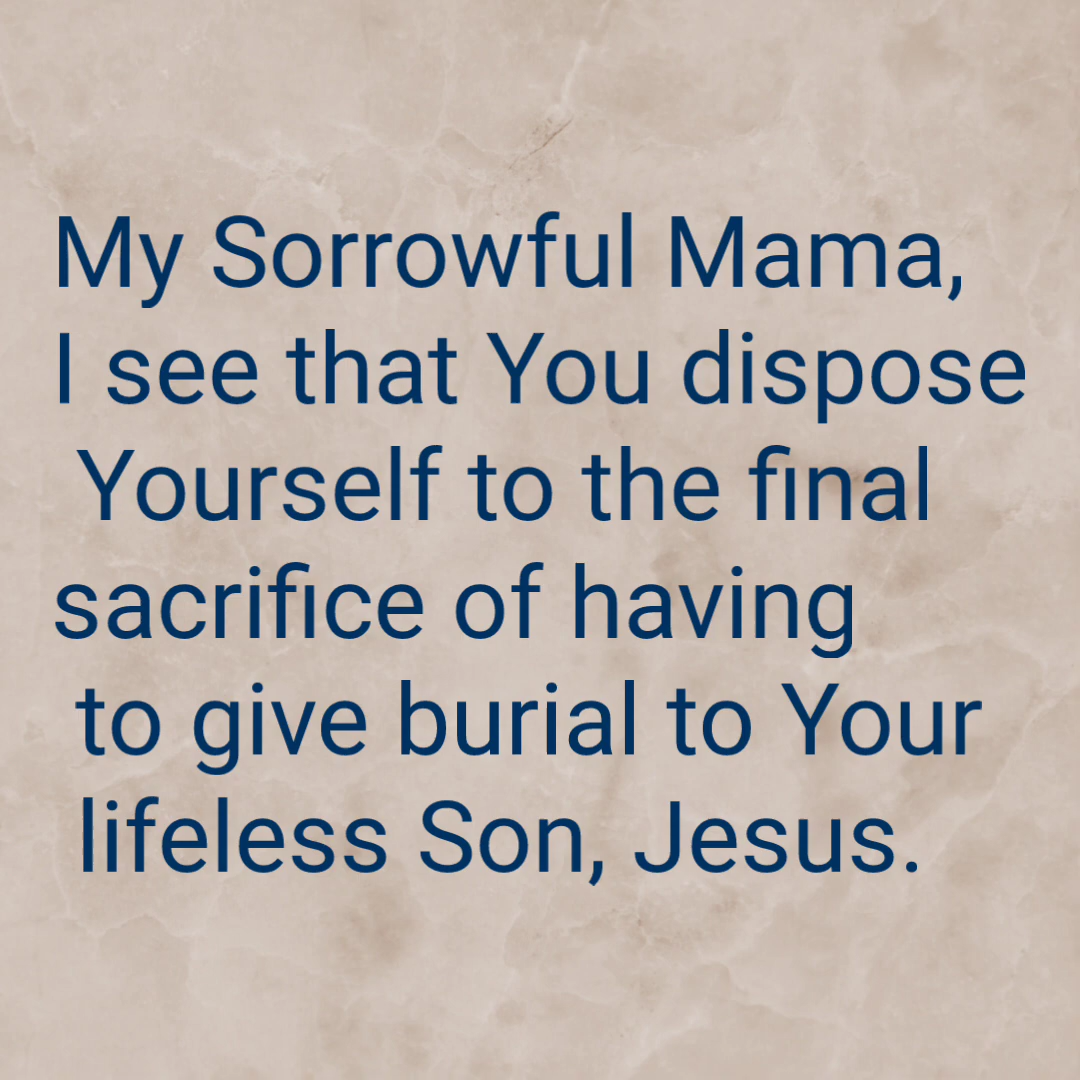 My Sorrowful Mama,
I see that You dispose
Yourself to the final
sacrifice of having
to give burial to Your
lifeless Son, Jesus.